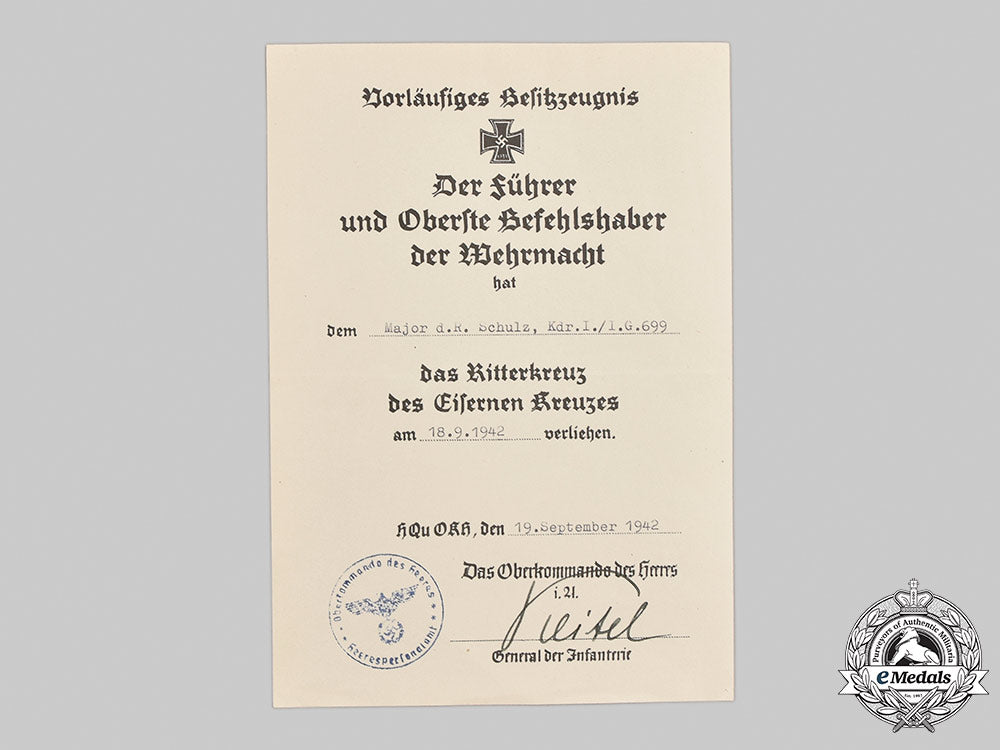 Vorläufiges Besitzzeugnis
Der Führer
und Oberste Befehlshaber
der Wehrmacht
hat
dem Major d.R. Schulz, Kdr.I./I.G.699
das Ritterkreuz
des Eisernen Kreuzes
am 18.9.1942 verliehen.
HQu OKH, den 19.September 1942
Das Oberkommando des Heeres
i.A.
Keitel
General der Infanterie
Oberkommando des Heeres
Heerespersonalamt
Purveyors of Authentic Militaria
eMedals